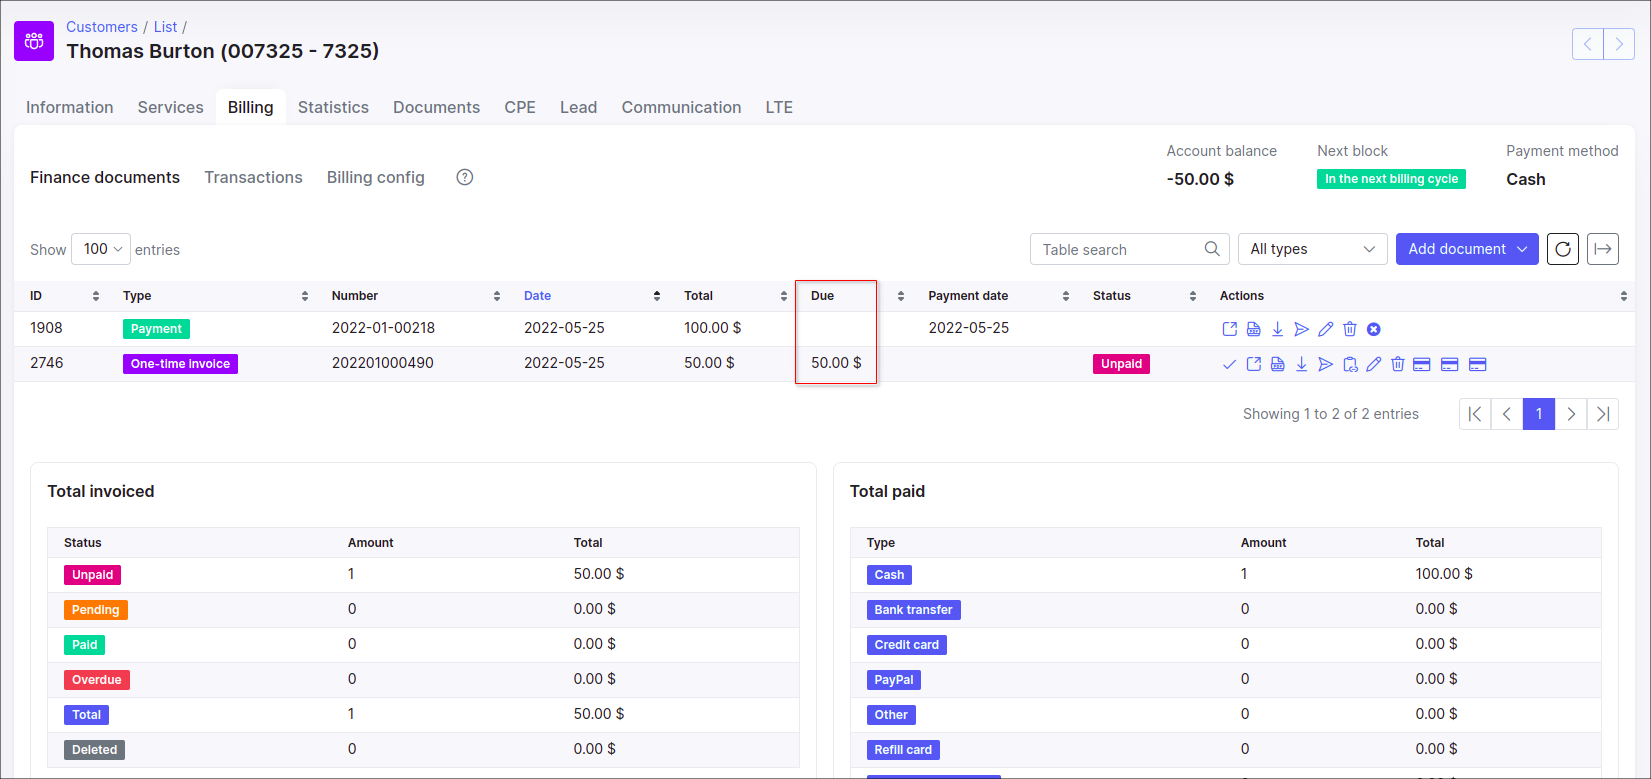 Customers / List /
Thomas Burton (007325 - 7325)
Information Services Billing Statistics Documents CPE Lead Communication LTE
Finance documents Transactions Billing config ?
Account balance Next block Payment method
-50.00 $ In the next billing cycle Cash
Show 100 entries
Table search All types Add document
ID Type Number Date Total Due Payment date Status Actions
1908 Payment 2022-01-00218 2022-05-25 100.00 $ 2022-05-25
2746 One-time invoice 202201000490 2022-05-25 50.00 $ 50.00 $ Unpaid
Showing 1 to 2 of 2 entries 1
Total invoiced
Status Amount Total
Unpaid 1 50.00 $
Pending 0 0.00 $
Paid 0 0.00 $
Overdue 0 0.00 $
Total 1 50.00 $
Deleted 0 0.00 $
Total paid
Type Amount Total
Cash 1 100.00 $
Bank transfer 0 0.00 $
Credit card 0 0.00 $
PayPal 0 0.00 $
Other 0 0.00 $
Refill card 0 0.00 $